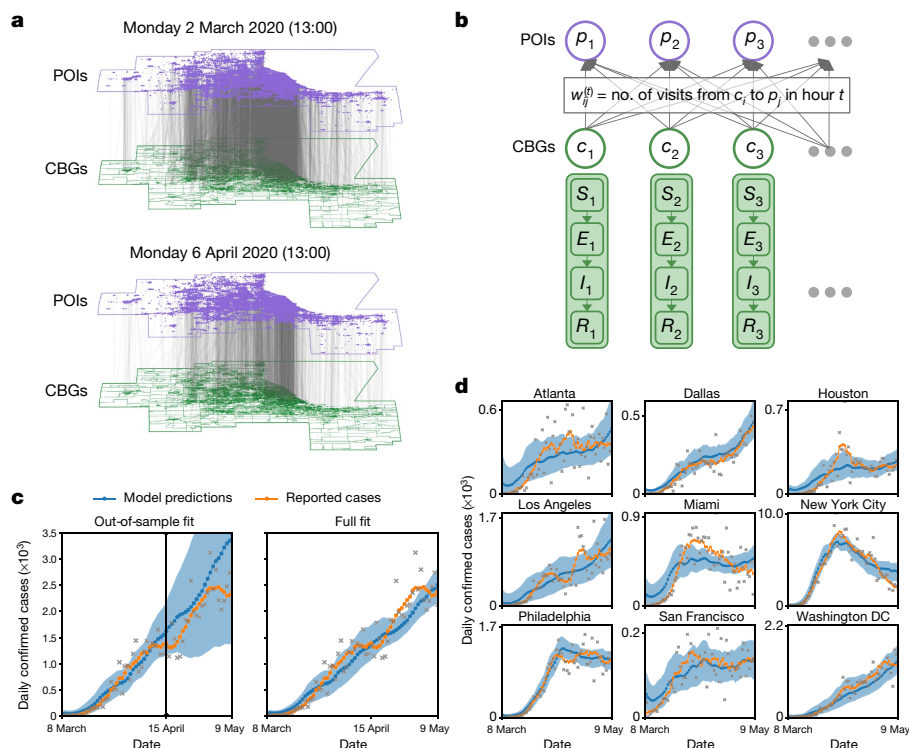 a
Monday 2 March 2020 (13:00)
POIs
CBGs
Monday 6 April 2020 (13:00)
POIs
CBGs
b
POIs
p1 p2 p3
w_ij^(t) = no. of visits from c_i to p_j in hour t
CBGs
c1 c2 c3
S1 S2 S3
E1 E2 E3
I1 I2 I3
R1 R2 R3
c
Model predictions Reported cases
Out-of-sample fit Full fit
Daily confirmed cases (×10³)
3.5
3.0
2.5
2.0
1.5
1.0
0.5
0
8 March 15 April 9 May 8 March 15 April 9 May
Date Date
d
Daily confirmed cases (×10³)
Atlanta Dallas Houston
0.6 0.5 0.7
0 0 0
Los Angeles Miami New York City
1.7 0.9 10.0
0 0 0
Philadelphia San Francisco Washington DC
1.7 0.2 2.2
0 0 0
8 March 9 May 8 March 9 May 8 March 9 May
Date Date Date